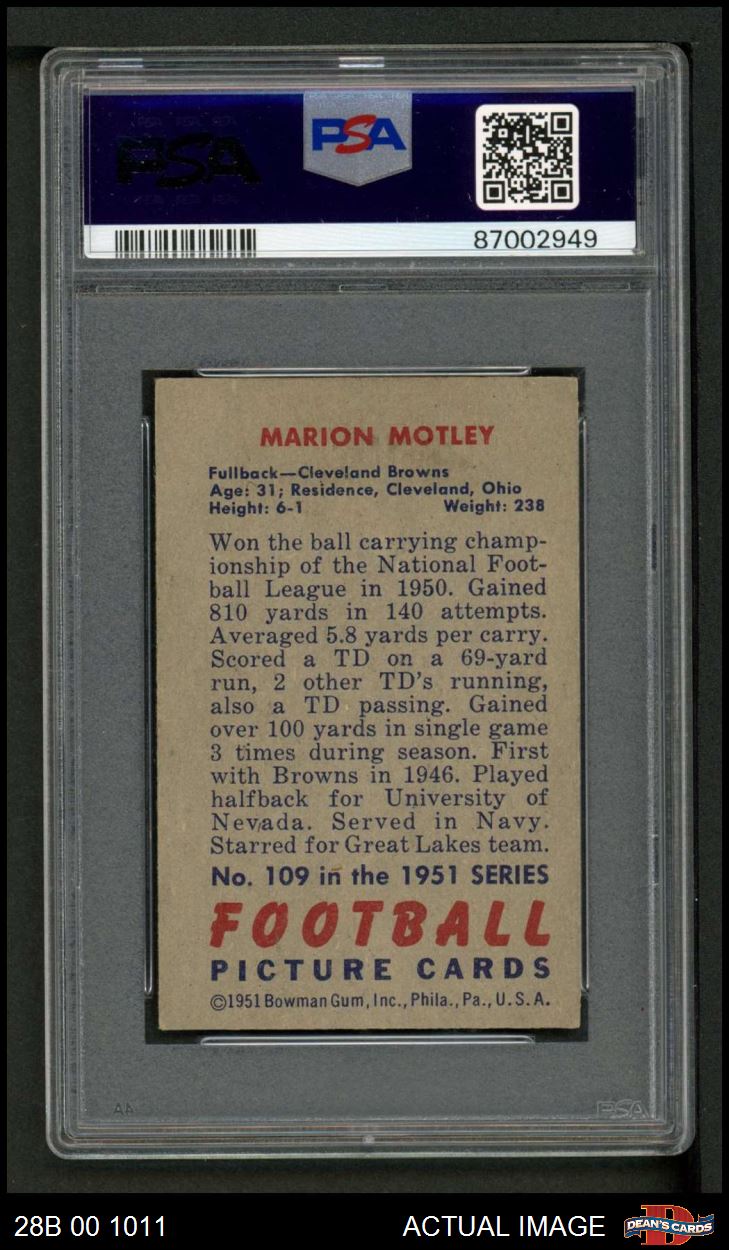 PSA
PSA
87002949
MARION MOTLEY
Fullback—Cleveland Browns
Age: 31; Residence, Cleveland, Ohio
Height: 6-1 Weight: 238
Won the ball carrying champ-
ionship of the National Foot-
ball League in 1950. Gained
810 yards in 140 attempts.
Averaged 5.8 yards per carry.
Scored a TD on a 69-yard
run, 2 other TD's running,
also a TD passing. Gained
over 100 yards in single game
3 times during season. First
with Browns in 1946. Played
halfback for University of
Nevada. Served in Navy.
Starred for Great Lakes team.
No. 109 in the 1951 SERIES
FOOTBALL
PICTURE CARDS
©1951 Bowman Gum, Inc., Phila., Pa., U.S.A.
AA PSA
28B 00 1011 ACTUAL IMAGE DEAN'S CARDS